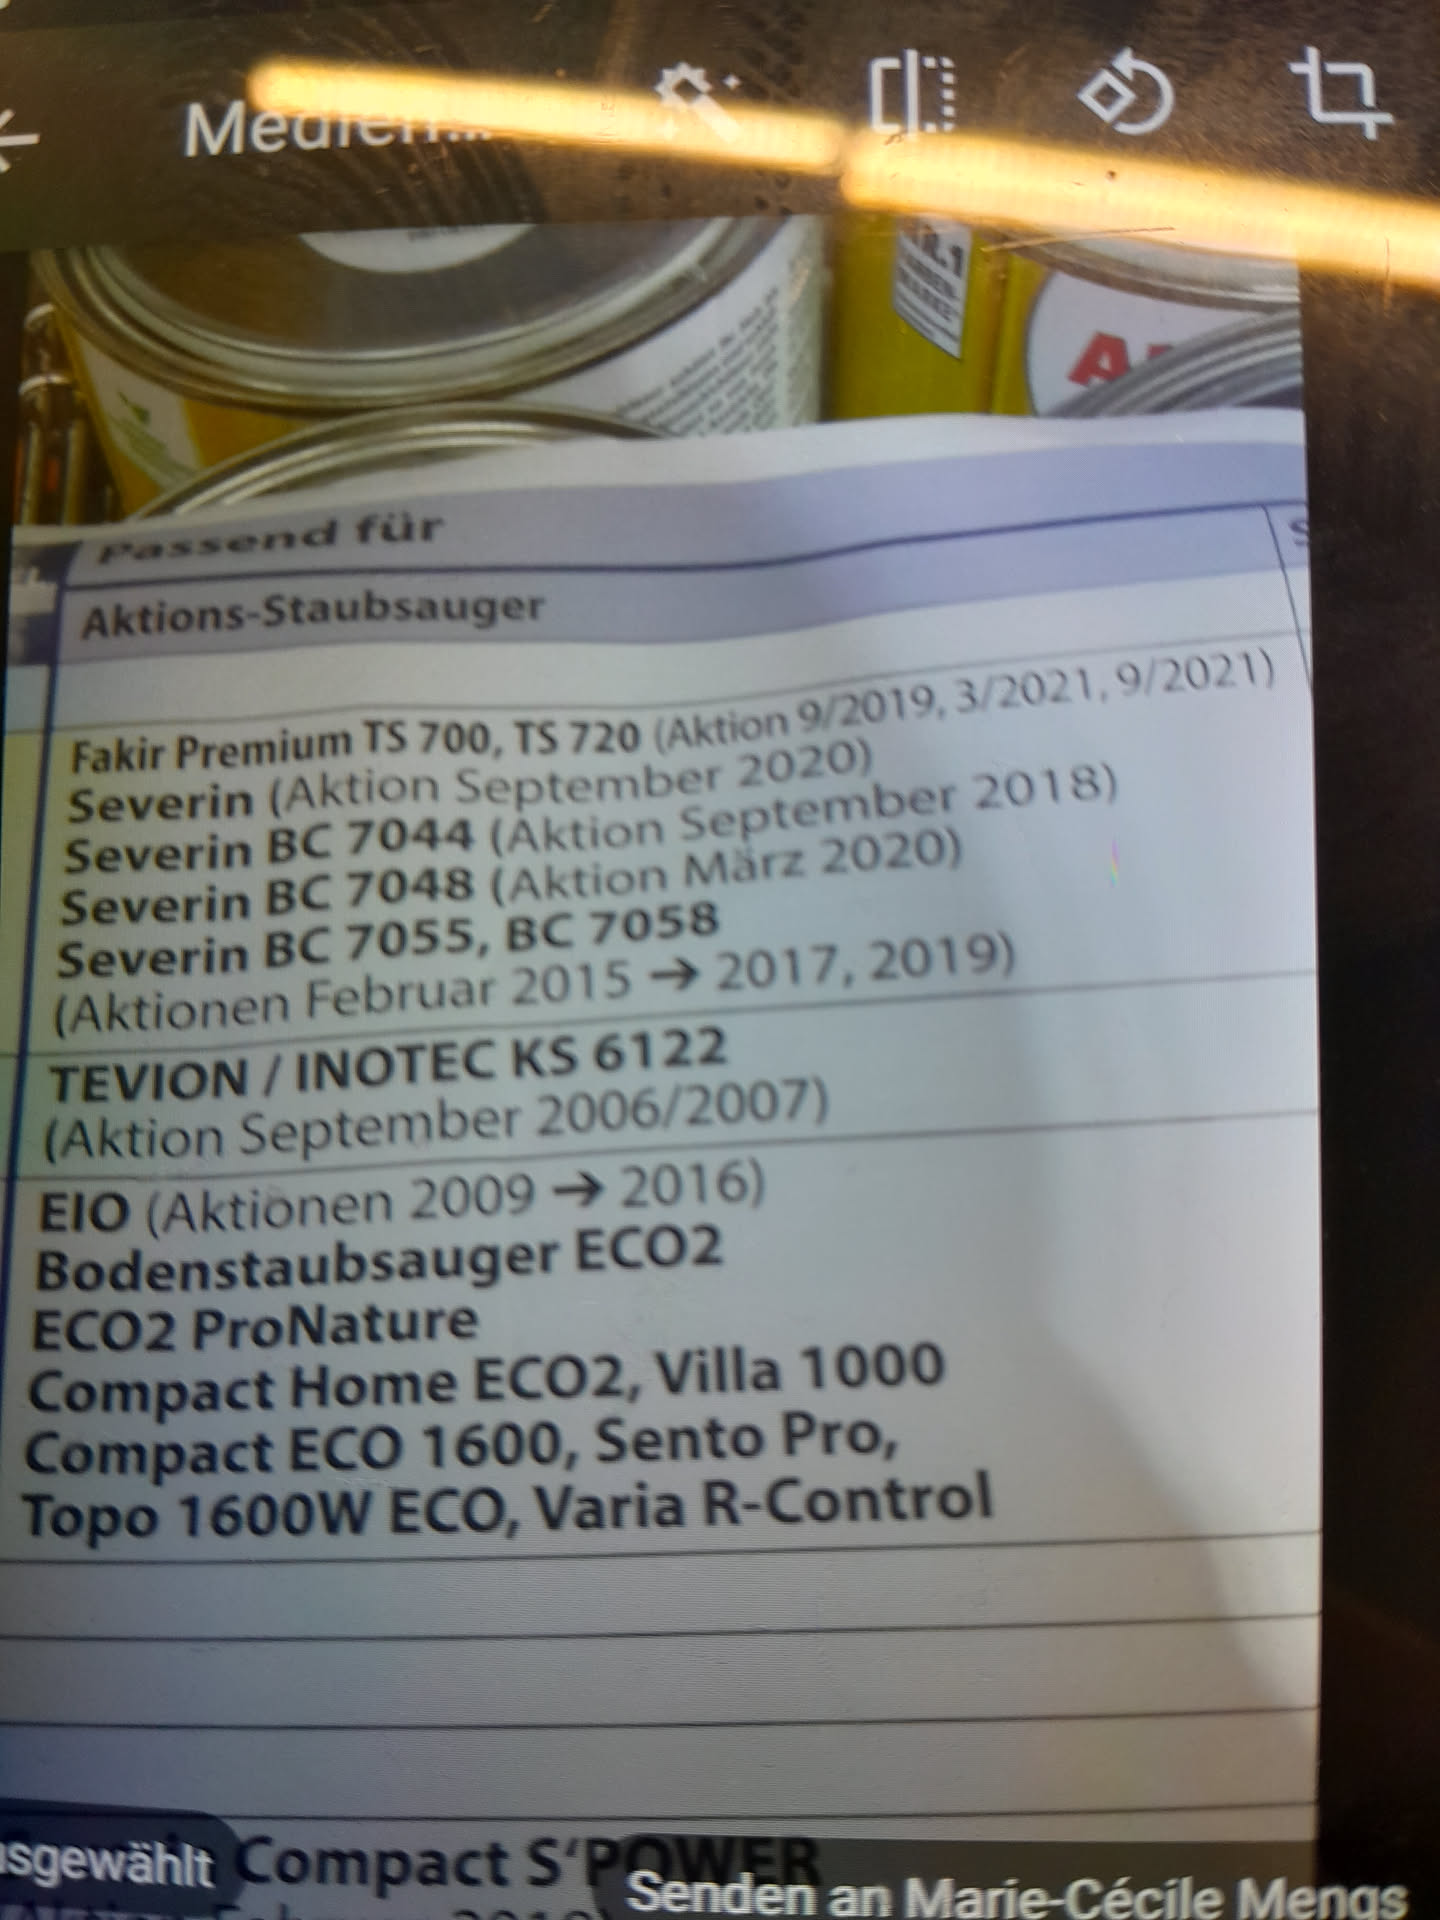 Medien...
Passend für
Aktions-Staubsauger
Fakir Premium TS 700, TS 720 (Aktion 9/2019, 3/2021, 9/2021)
Severin (Aktion September 2020)
Severin BC 7044 (Aktion September 2018)
Severin BC 7048 (Aktion März 2020)
Severin BC 7055, BC 7058
(Aktionen Februar 2015 → 2017, 2019)
TEVION / INOTEC KS 6122
(Aktion September 2006/2007)
EIO (Aktionen 2009 → 2016)
Bodenstaubsauger ECO2
ECO2 ProNature
Compact Home ECO2, Villa 1000
Compact ECO 1600, Sento Pro,
Topo 1600W ECO, Varia R-Control
Compact S'POWER
sgewählt
Senden an Marie-Cécile Mengs